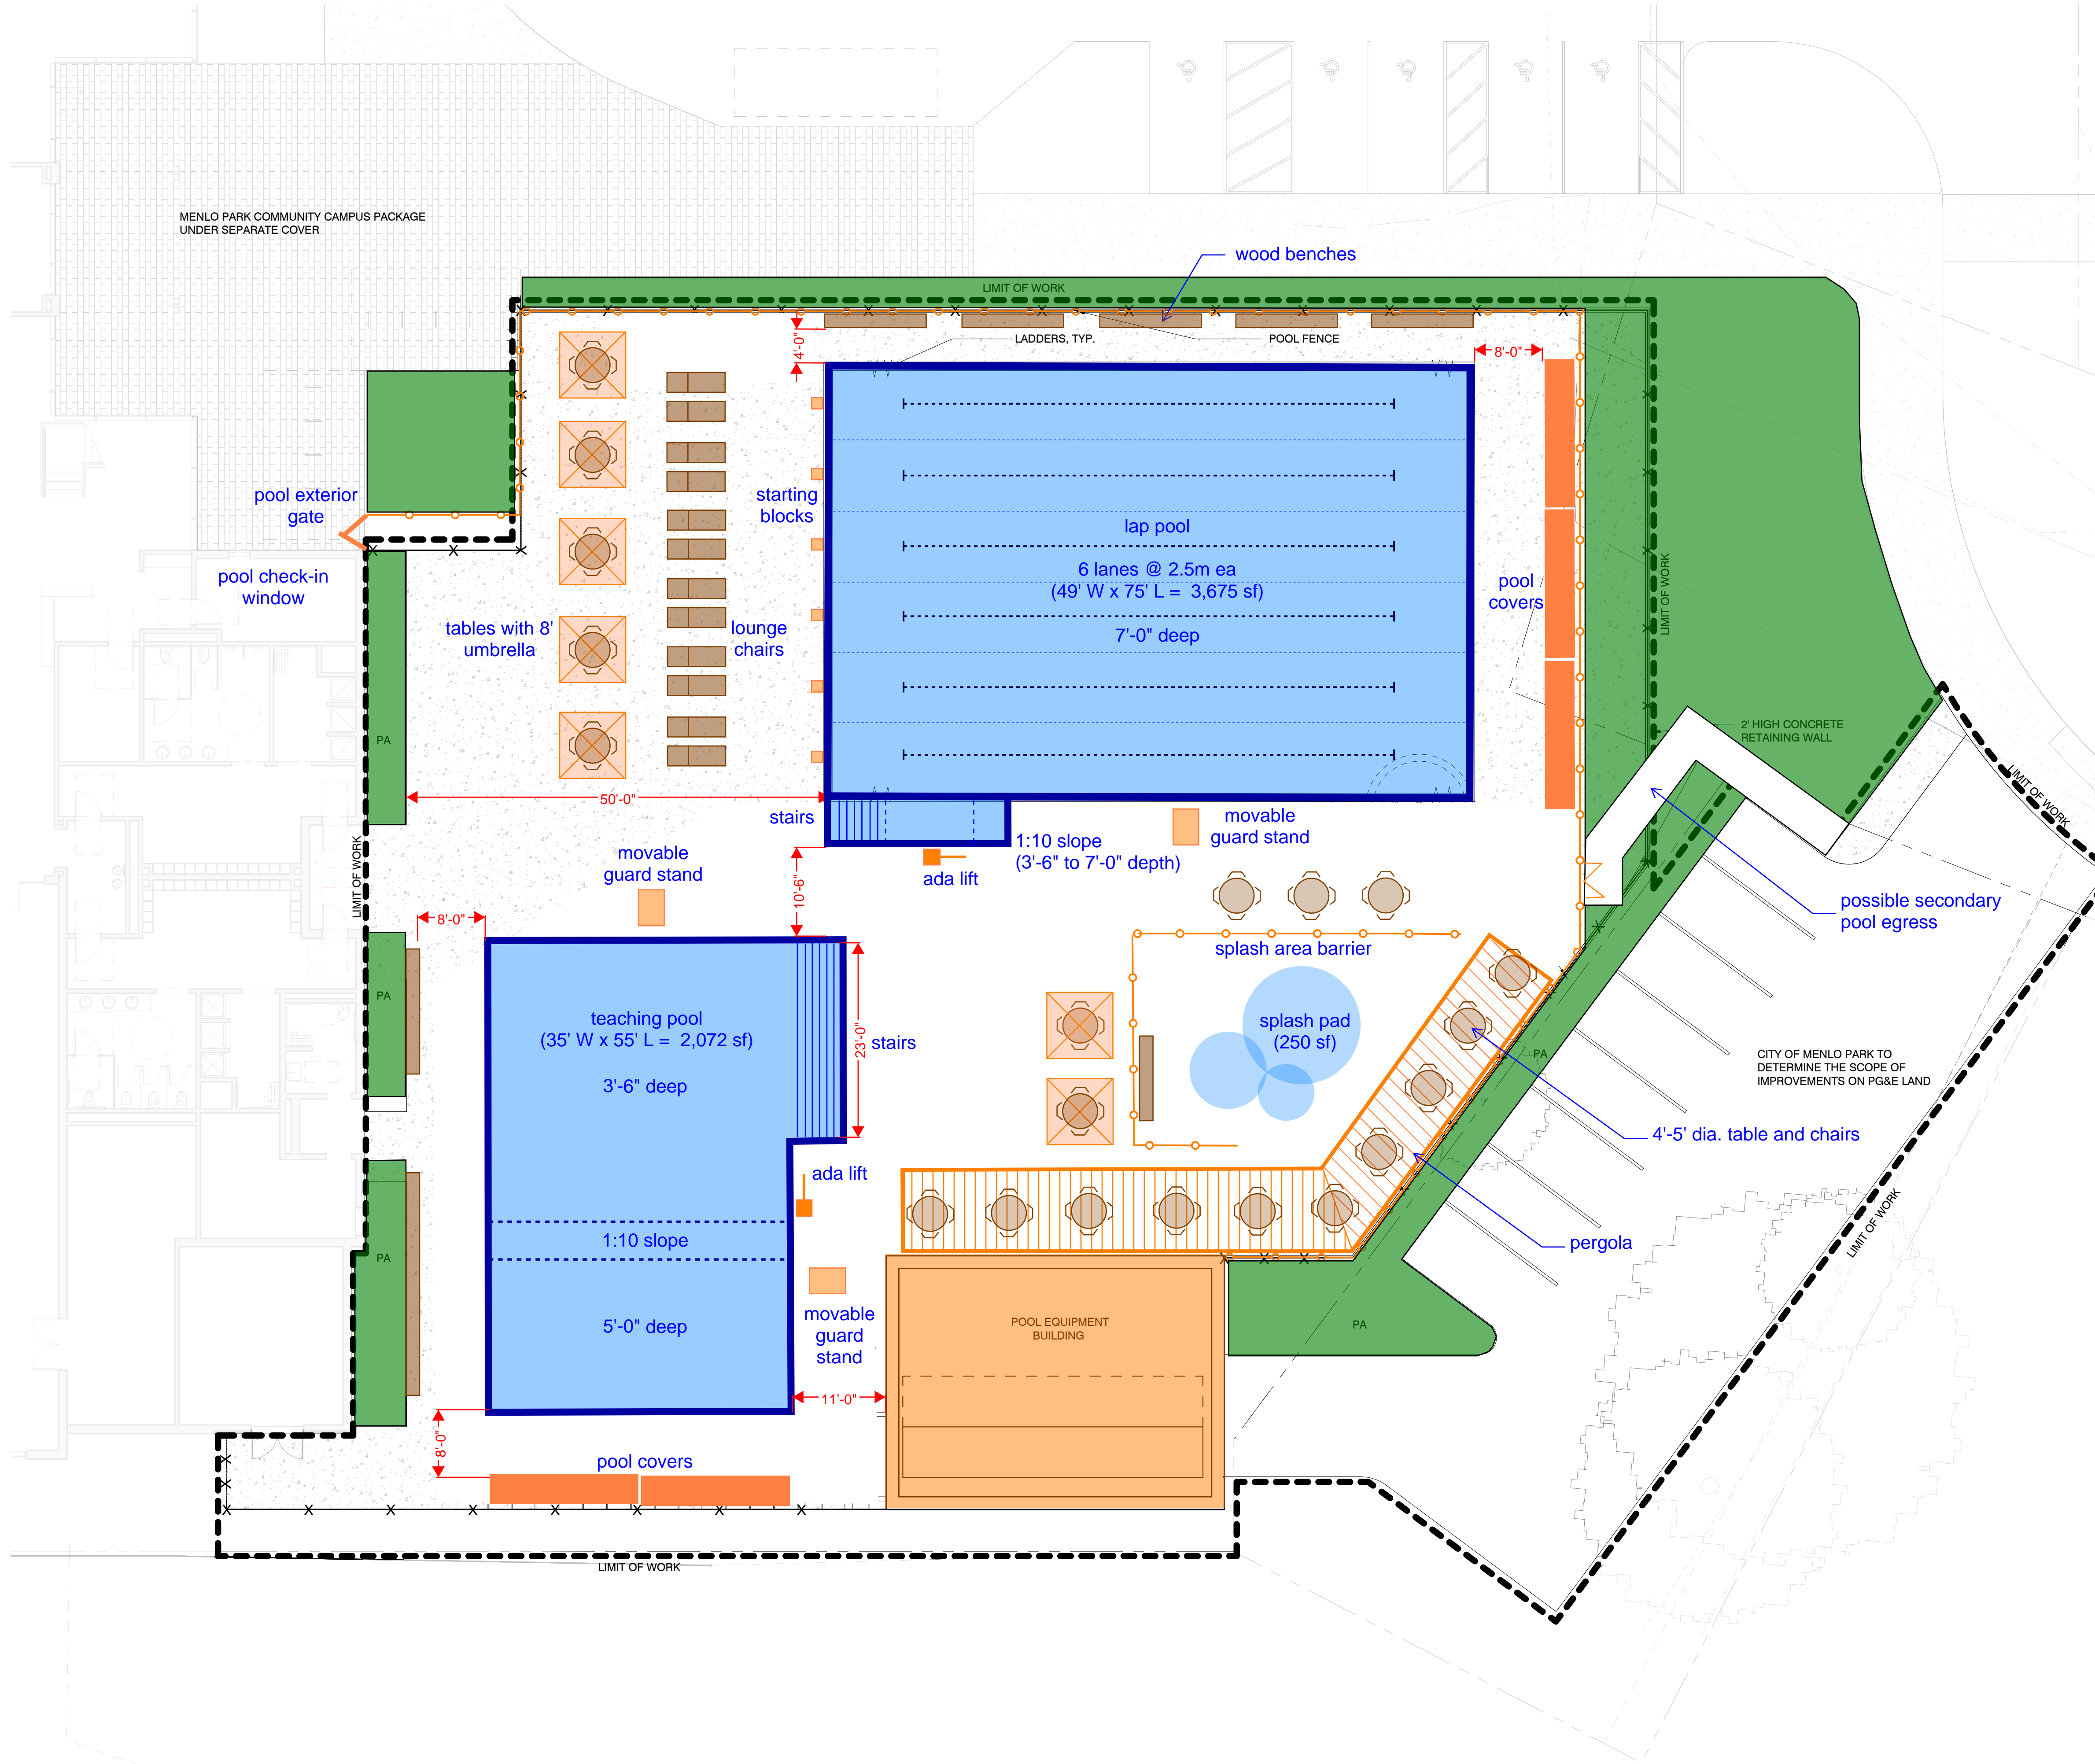 MENLO PARK COMMUNITY CAMPUS PACKAGE
UNDER SEPARATE COVER
wood benches
LIMIT OF WORK
LADDERS, TYP.
POOL FENCE
4'-0"
8'-0"
pool exterior
gate
starting
blocks
lap pool
6 lanes @ 2.5m ea
(49' W x 75' L =  3,675 sf)
7'-0" deep
pool
covers
LIMIT OF WORK
pool check-in
window
tables with 8'
umbrella
lounge
chairs
PA
2' HIGH CONCRETE
RETAINING WALL
LIMIT OF WORK
50'-0"
stairs
1:10 slope
(3'-6" to 7'-0" depth)
movable
guard stand
ada lift
movable
guard stand
10'-6"
LIMIT OF WORK
8'-0"
possible secondary
pool egress
splash area barrier
PA
teaching pool
(35' W x 55' L =  2,072 sf)
3'-6" deep
23'-0"
stairs
splash pad
(250 sf)
PA
CITY OF MENLO PARK TO
DETERMINE THE SCOPE OF
IMPROVEMENTS ON PG&E LAND
4'-5' dia. table and chairs
ada lift
LIMIT OF WORK
pergola
PA
1:10 slope
5'-0" deep
movable
guard
stand
POOL EQUIPMENT
BUILDING
PA
11'-0"
8'-0"
pool covers
LIMIT OF WORK